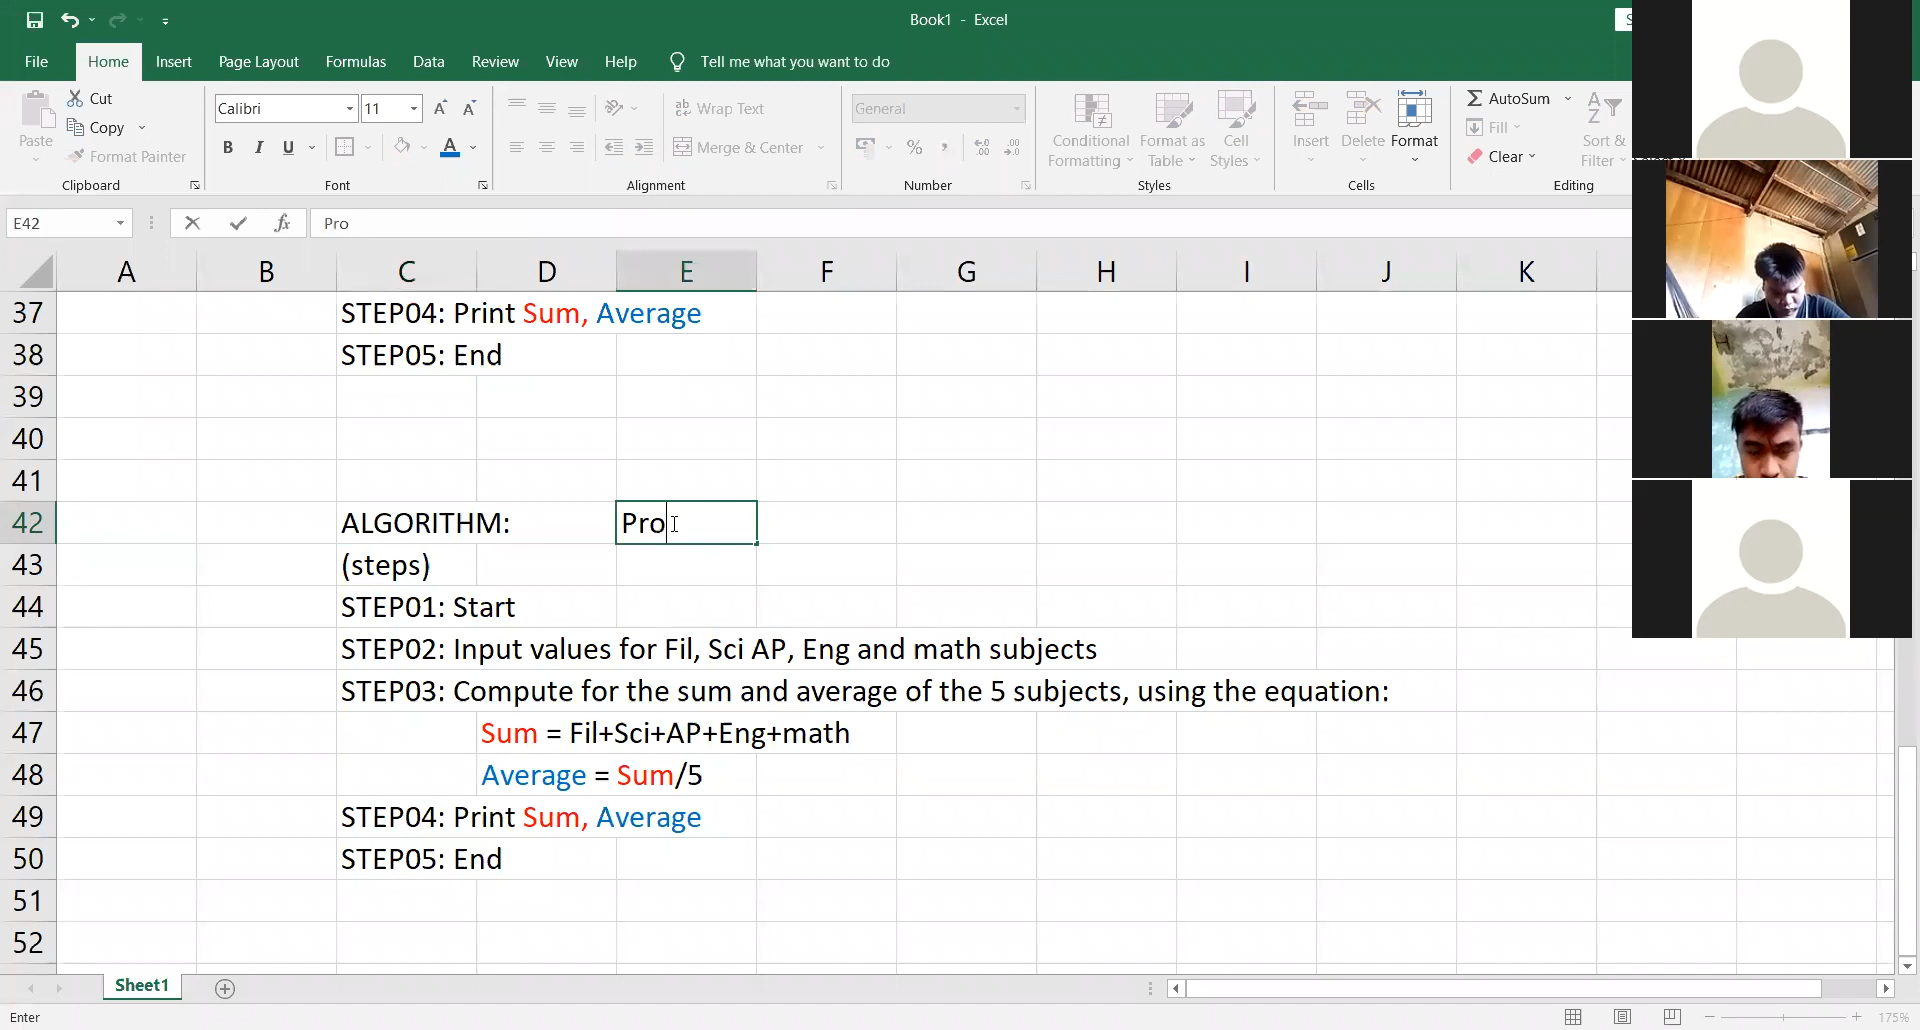 Book1 - Excel
File Home Insert Page Layout Formulas Data Review View Help Tell me what you want to do
Cut
Copy
Format Painter
Paste
Clipboard
Calibri 11
B I U A
Font
Wrap Text
Merge & Center
Alignment
General
Number
Conditional Formatting
Format as Table
Cell Styles
Styles
Insert Delete Format
Cells
AutoSum
Fill
Clear
Sort & Filter
Editing
E42 fx Pro
A B C D E F G H I J K
37 STEP04: Print Sum, Average
38 STEP05: End
39
40
41
42 ALGORITHM: Pro
43 (steps)
44 STEP01: Start
45 STEP02: Input values for Fil, Sci AP, Eng and math subjects
46 STEP03: Compute for the sum and average of the 5 subjects, using the equation:
47 Sum = Fil+Sci+AP+Eng+math
48 Average = Sum/5
49 STEP04: Print Sum, Average
50 STEP05: End
51
52
Sheet1
Enter 175%